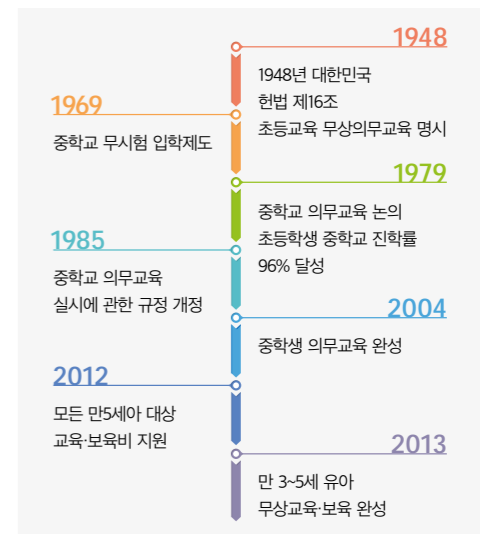 1948
1948년 대한민국
헌법 제16조
초등교육 무상의무교육 명시
1969
중학교 무시험 입학제도
1979
중학교 의무교육 논의
초등학생 중학교 진학률
96% 달성
1985
중학교 의무교육
실시에 관한 규정 개정
2004
중학생 의무교육 완성
2012
모든 만5세아 대상
교육·보육비 지원
2013
만 3~5세 유아
무상교육·보육 완성